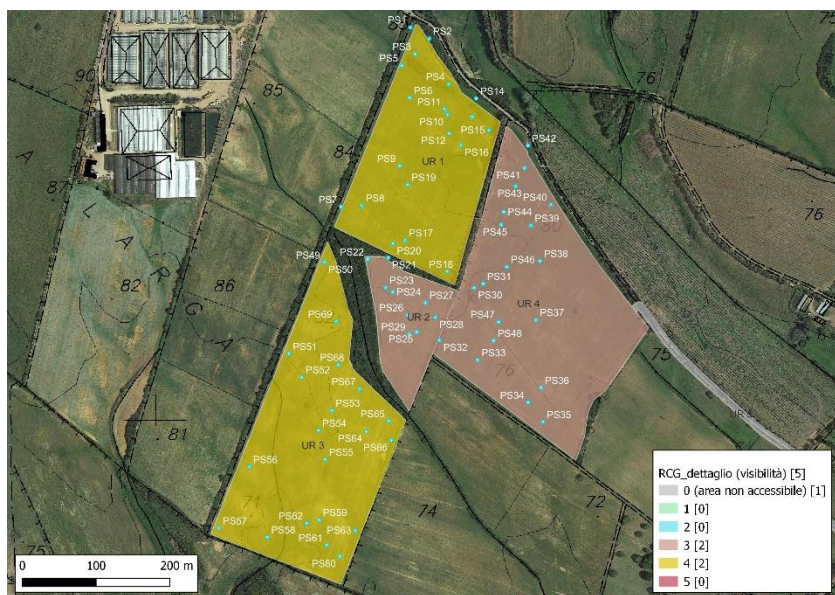 PS1
PS2
PS3
PS5
76
90
PS4
85
PS6
PS14
PS11
PS10
PS15
PS12
PS42
84
PS16
UR 1
PS9
PS41
87
PS19
PS43
76
PS40
PS7
PS8
PS44
PS39
L A R G A
PS45
80
PS17
PS20
PS49
PS22
PS38
PS50
PS21
PS46
PS18
82
86
PS23
PS31
PS24
PS30
PS27
UR 4
PS26
PS69
UR 2
PS28
PS47
PS37
PS29
PS25
PS48
PS32
75
PS51
PS68
PS33
PS52
76
PS67
PS36
PS34
PS53
PS65
PS35
PS54
PS64
81
UR 3
PS66
PS55
PS56
71
72
74
PS57
PS62
PS59
PS58
PS63
PS61
PS60
75
0 100 200 m
RCG_dettaglio (visibilità) [5]
0 (area non accessibile) [1]
1 [0]
2 [0]
3 [2]
4 [2]
5 [0]